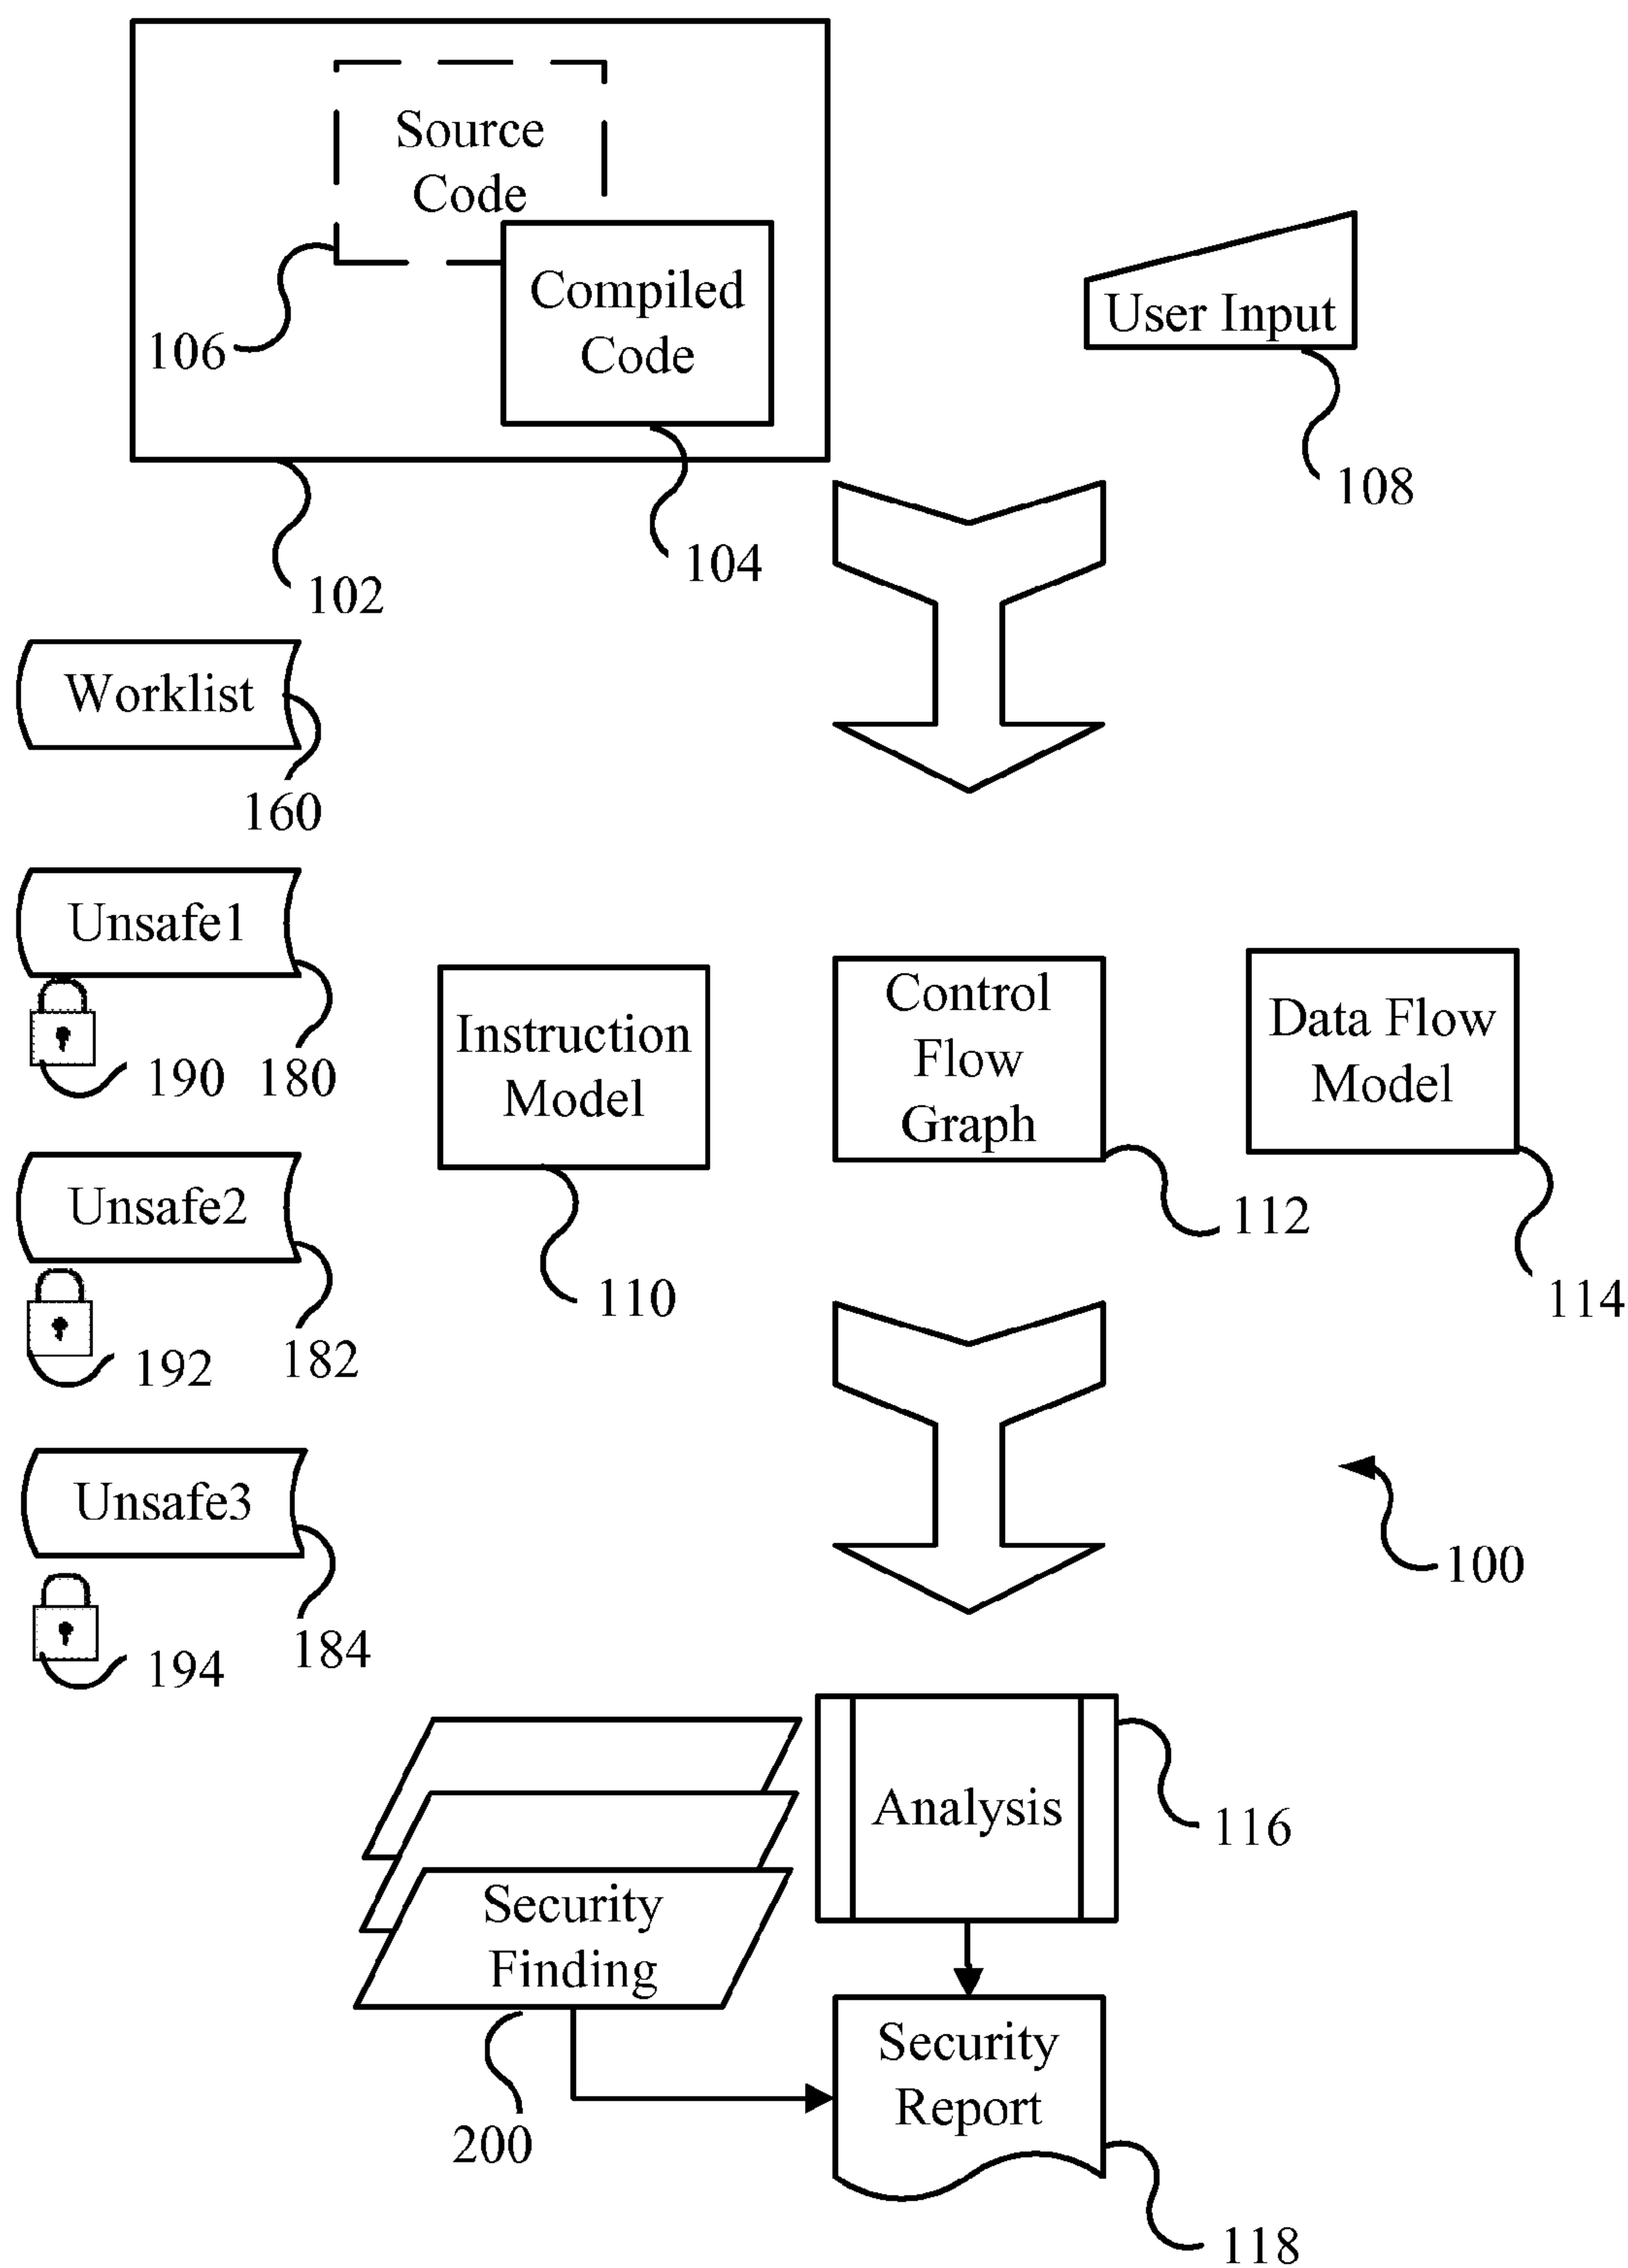 Source
Code
Compiled
Code
106
User Input
108
104
102
Worklist
160
Unsafe1
190
180
Instruction
Model
Control
Flow
Graph
Data Flow
Model
112
110
114
Unsafe2
192
182
Unsafe3
194
184
100
Analysis
116
Security
Finding
200
Security
Report
118